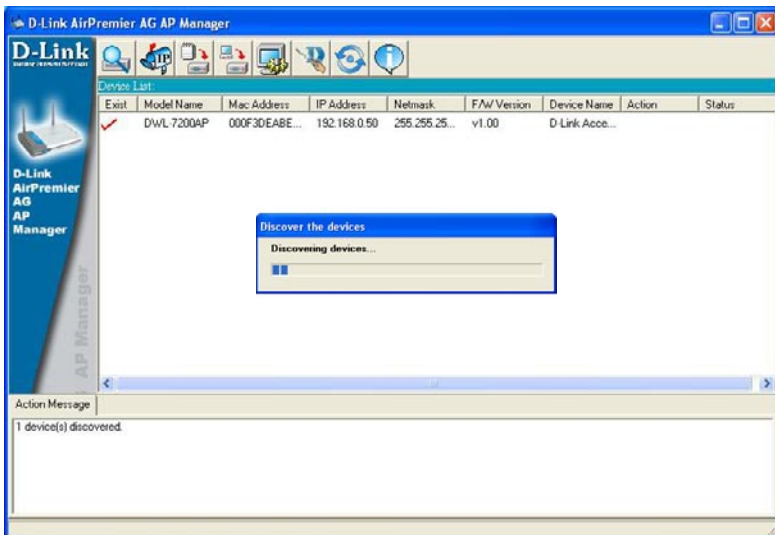 D-Link AirPremier AG AP Manager
D-Link
IP
Device List:
Exist Model Name Mac Address IP Address Netmask F/W Version Device Name Action Status
DWL-7200AP 000F3DEABE... 192.168.0.50 255.255.25... v1.00 D-Link Acce...
D-Link
AirPremier
AG
AP
Manager
Discover the devices
Discovering devices...
AP Manager
Action Message
1 device(s) discovered.